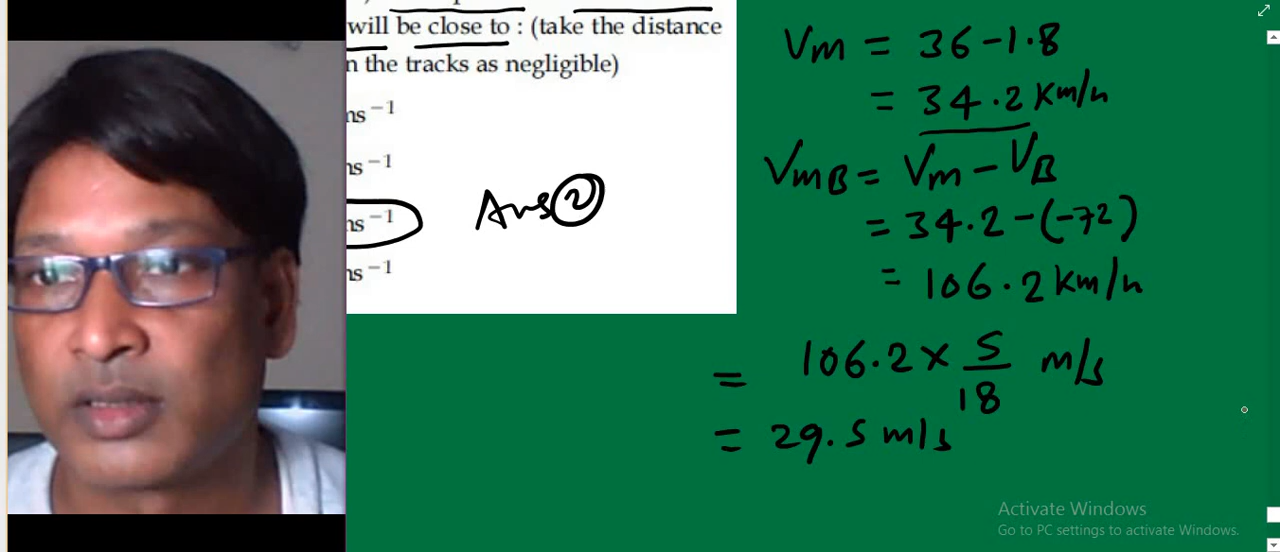 will be close to : (take the distance
n the tracks as negligible)
ns⁻¹
ns⁻¹
ns⁻¹
ns⁻¹
Ans ②
Vm = 36-1.8
= 34.2 Km/h
VmB = Vm - VB
= 34.2 - (-72)
= 106.2 Km/h
= 106.2 × 5/18 m/s
= 29.5 m/s
Activate Windows
Go to PC settings to activate Windows.